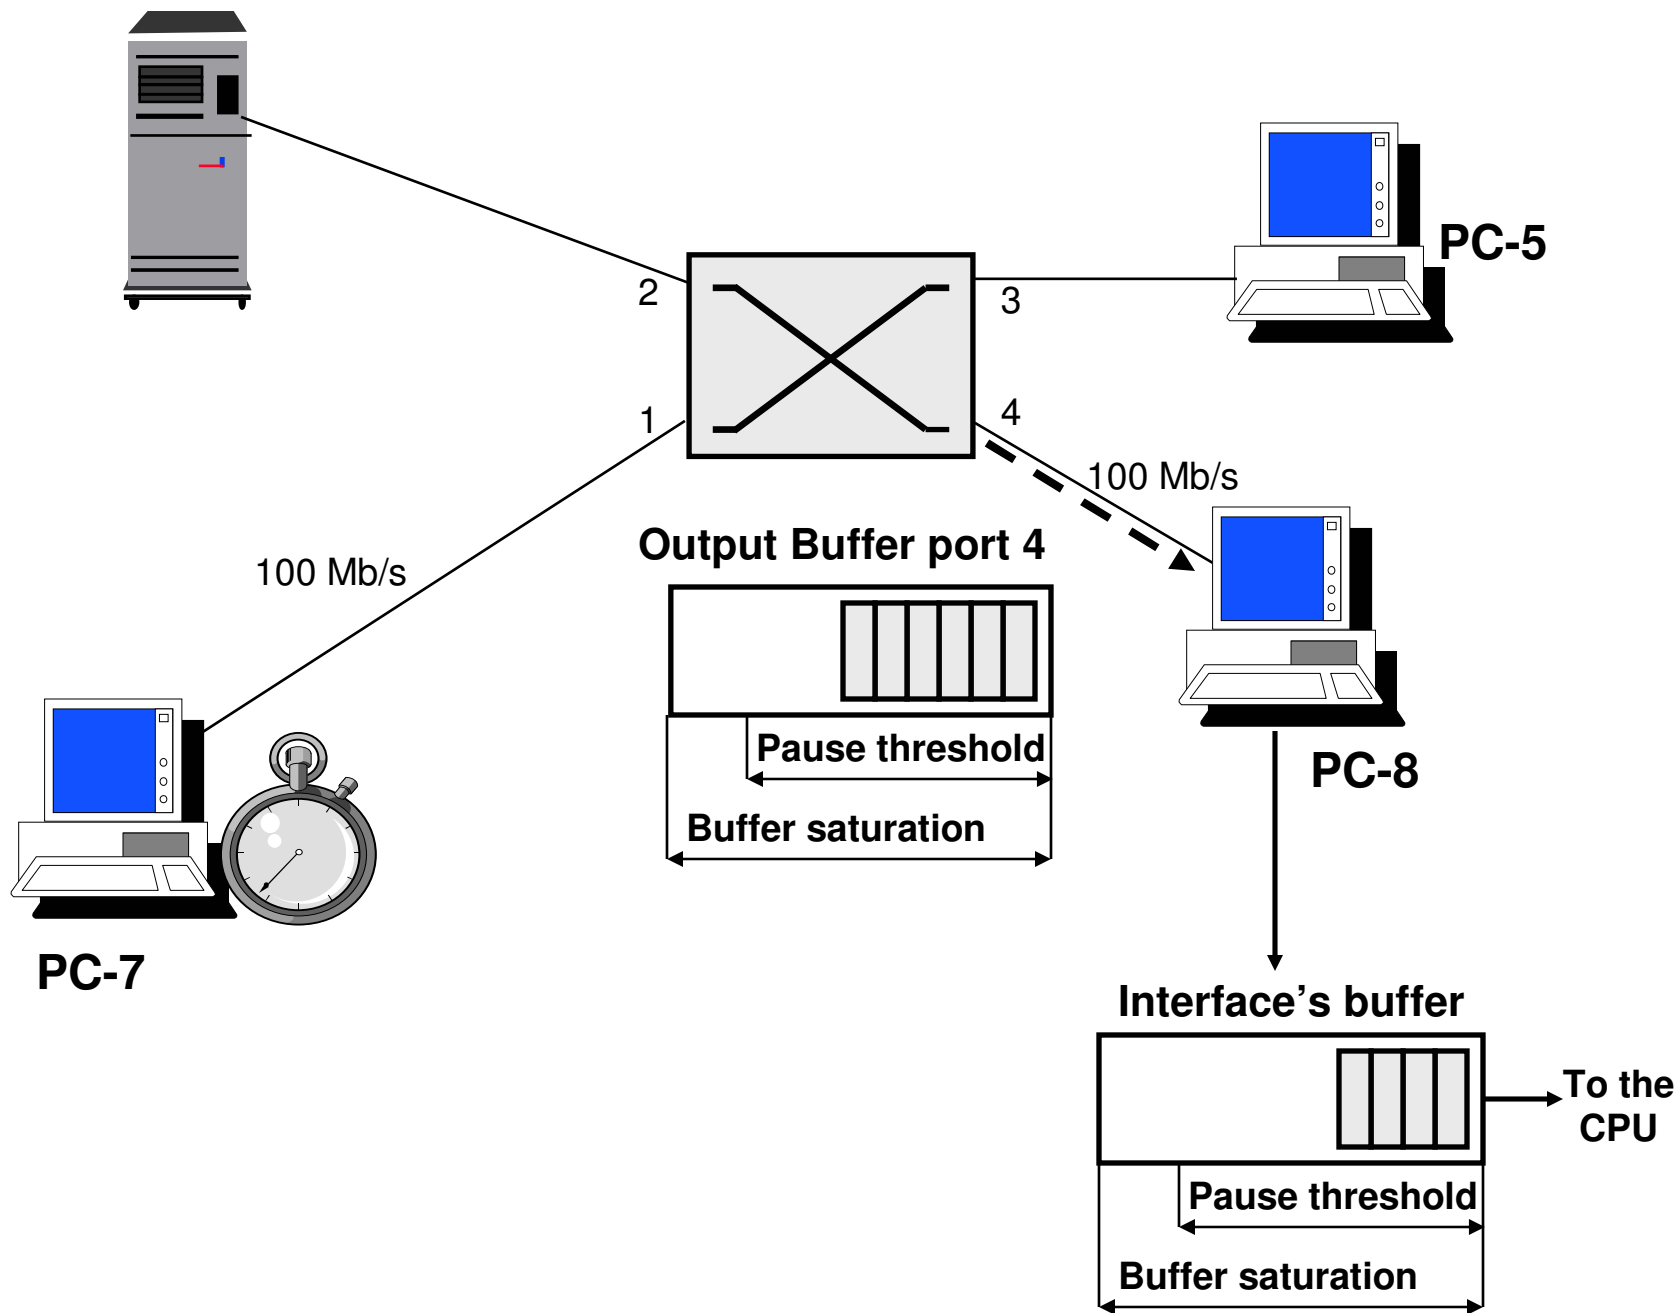 PC-5
2
3
1
4
100 Mb/s
Output Buffer port 4
100 Mb/s
Pause threshold
PC-8
Buffer saturation
PC-7
Interface’s buffer
To the
CPU
Pause threshold
Buffer saturation